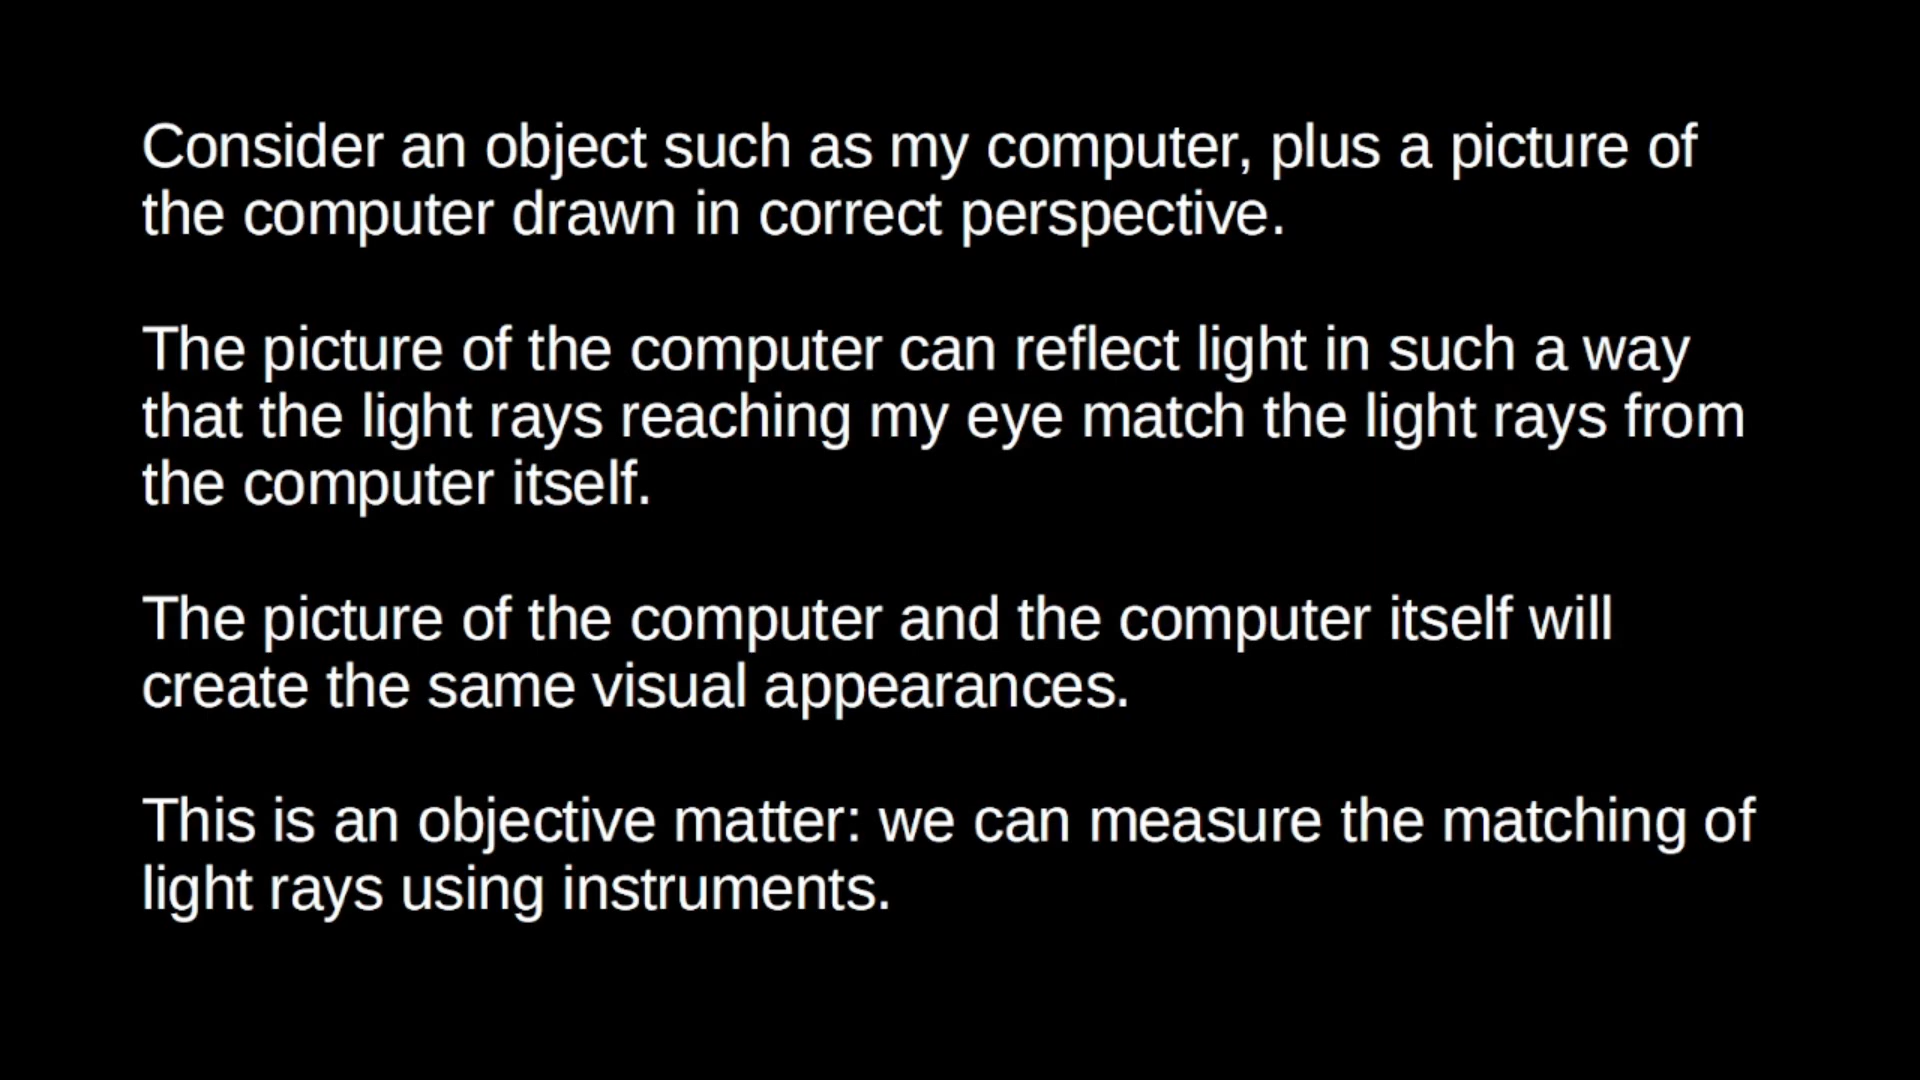 Consider an object such as my computer, plus a picture of
the computer drawn in correct perspective.
The picture of the computer can reflect light in such a way
that the light rays reaching my eye match the light rays from
the computer itself.
The picture of the computer and the computer itself will
create the same visual appearances.
This is an objective matter: we can measure the matching of
light rays using instruments.